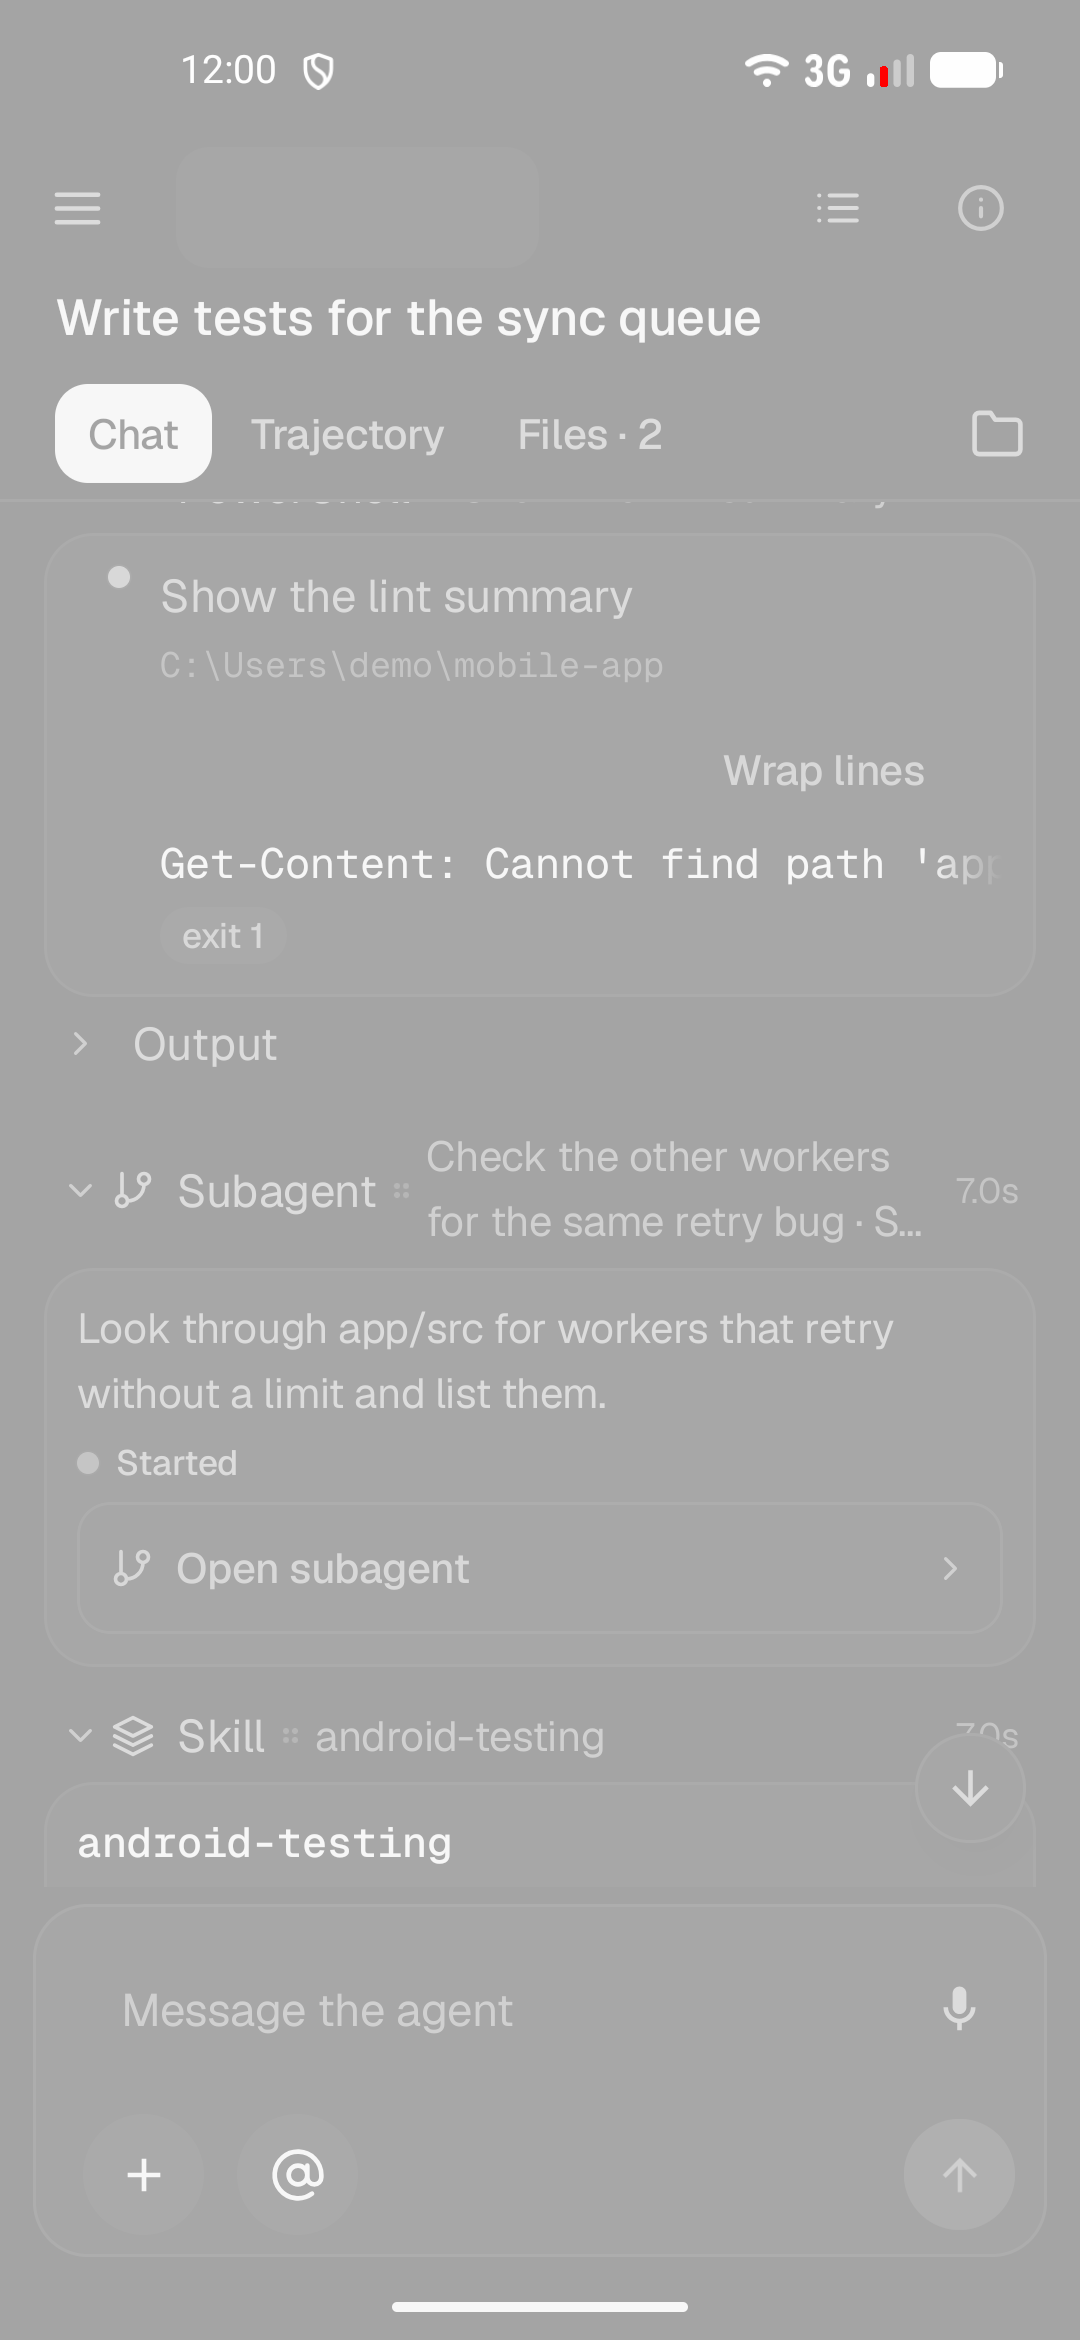 12:00
3G
Write tests for the sync queue
Chat
Trajectory
Files · 2
Show the lint summary
C:\Users\demo\mobile-app
Wrap lines
Get-Content: Cannot find path 'app
exit 1
Output
Subagent
Check the other workers
for the same retry bug · S...
7.0s
Look through app/src for workers that retry
without a limit and list them.
Started
Open subagent
Skill
android-testing
7.0s
android-testing
Message the agent